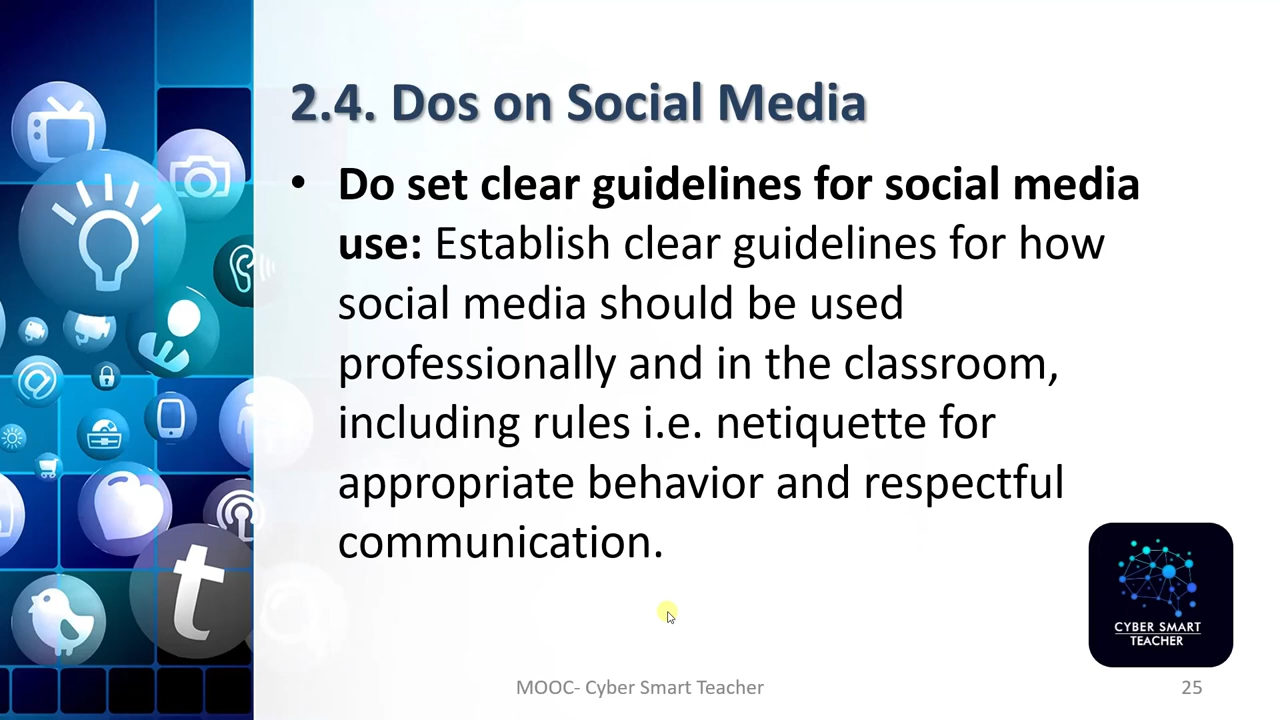 2.4. Dos on Social Media
• Do set clear guidelines for social media
use: Establish clear guidelines for how
social media should be used
professionally and in the classroom,
including rules i.e. netiquette for
appropriate behavior and respectful
communication.
t
CYBER SMART
TEACHER
MOOC- Cyber Smart Teacher
25